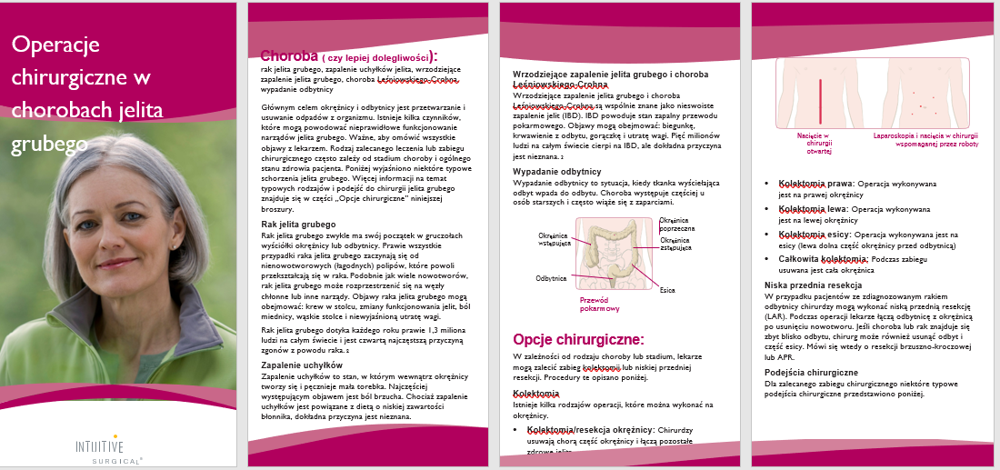 Operacje
chirurgiczne w
chorobach jelita
grubego
INTUITIVE
SURGICAL®
Choroba ( czy lepiej dolegliwości):
rak jelita grubego, zapalenie uchyłków jelita, wrzodziejące
zapalenie jelita grubego, choroba Leśniowskiego-Crohna,
wypadanie odbytnicy
Głównym celem okrężnicy i odbytnicy jest przetwarzanie i
usuwanie odpadów z organizmu. Istnieje kilka czynników,
które mogą powodować nieprawidłowe funkcjonowanie
narządów jelita grubego. Ważne, aby omówić wszystkie
objawy z lekarzem. Rodzaj zalecanego leczenia lub zabiegu
chirurgicznego często zależy od stadium choroby i ogólnego
stanu zdrowia pacjenta. Poniżej wyjaśniono niektóre typowe
schorzenia jelita grubego. Więcej informacji na temat
typowych rodzajów i podejść do chirurgii jelita grubego
znajduje się w części „Opcje chirurgiczne” niniejszej
broszury.
Rak jelita grubego
Rak jelita grubego zwykle ma swój początek w gruczołach
wyściółki okrężnicy lub odbytnicy. Prawie wszystkie
przypadki raka jelita grubego zaczynają się od
nienowotworowych (łagodnych) polipów, które powoli
przekształcają się w raka. Podobnie jak wiele nowotworów,
rak jelita grubego może rozprzestrzenić się na węzły
chłonne lub inne narządy. Objawy raka jelita grubego mogą
obejmować: krew w stolcu, zmiany funkcjonowania jelit, ból
miednicy, wąskie stolce i niewyjaśnioną utratę wagi.
Rak jelita grubego dotyka każdego roku prawie 1,3 miliona
ludzi na całym świecie i jest czwartą najczęstszą przyczyną
zgonów z powodu raka.
Zapalenie uchyłków
Zapalenie uchyłków to stan, w którym wewnątrz okrężnicy
tworzy się i pęcznieje mała torebka. Najczęściej
występującym objawem jest ból brzucha. Chociaż zapalenie
uchyłków jest powiązane z dietą o niskiej zawartości
błonnika, dokładna przyczyna jest nieznana.
Wrzodziejące zapalenie jelita grubego i choroba
Leśniowskiego-Crohna
Wrzodziejące zapalenie jelita grubego i choroba
Leśniowskiego-Crohna są wspólnie znane jako nieswoiste
zapalenie jelit (IBD). IBD powoduje stan zapalny przewodu
pokarmowego. Objawy mogą obejmować: biegunkę,
krwawienie z odbytu, gorączkę i utratę wagi. Pięć milionów
ludzi na całym świecie cierpi na IBD, ale dokładna przyczyna
jest nieznana. 2
Wypadanie odbytnicy
Wypadanie odbytnicy to sytuacja, kiedy tkanka wyściełająca
odbyt wpada do odbytu. Choroba występuje częściej u
osób starszych i często wiąże się z zaparciami.
Okrężnica
poprzeczna
Okrężnica
wstępująca
Okrężnica
zstępująca
Odbytnica
Esica
Przewód
pokarmowy
Opcje chirurgiczne:
W zależności od rodzaju choroby lub stadium, lekarze
mogą zalecić zabieg kolektomii lub niskiej przedniej
resekcji. Procedury te opisano poniżej.
Kolektomia
Istnieje kilka rodzajów operacji, które można wykonać na
okrężnicy.
• Kolektomia/resekcja okrężnicy: Chirurdzy
usuwają chorą część okrężnicy i łączą pozostałe
zdrowe jelito
Nacięcie w
chirurgii
otwartej
Laparoskopia i nacięcia w chirurgii
wspomaganej przez roboty
• Kolektomia prawa: Operacja wykonywana
jest na prawej okrężnicy
• Kolektomia lewa: Operacja wykonywana
jest na lewej okrężnicy
• Kolektomia esicy: Operacja wykonywana jest na
esicy (lewa dolna część okrężnicy przed odbytnicą)
• Całkowita kolektomia: Podczas zabiegu
usuwana jest cała okrężnica
Niska przednia resekcja
W przypadku pacjentów ze zdiagnozowanym rakiem
odbytnicy chirurdzy mogą wykonać niską przednią resekcję
(LAR). Podczas operacji lekarze łączą odbytnicę z okrężnicą
po usunięciu nowotworu. Jeśli choroba lub rak znajduje się
zbyt blisko odbytu, chirurg może również usunąć odbyt i
część esicy. Mówi się wtedy o resekcji brzuszno-kroczowej
lub APR.
Podejścia chirurgiczne
Dla zalecanego zabiegu chirurgicznego niektóre typowe
podejścia chirurgiczne przedstawiono poniżej.